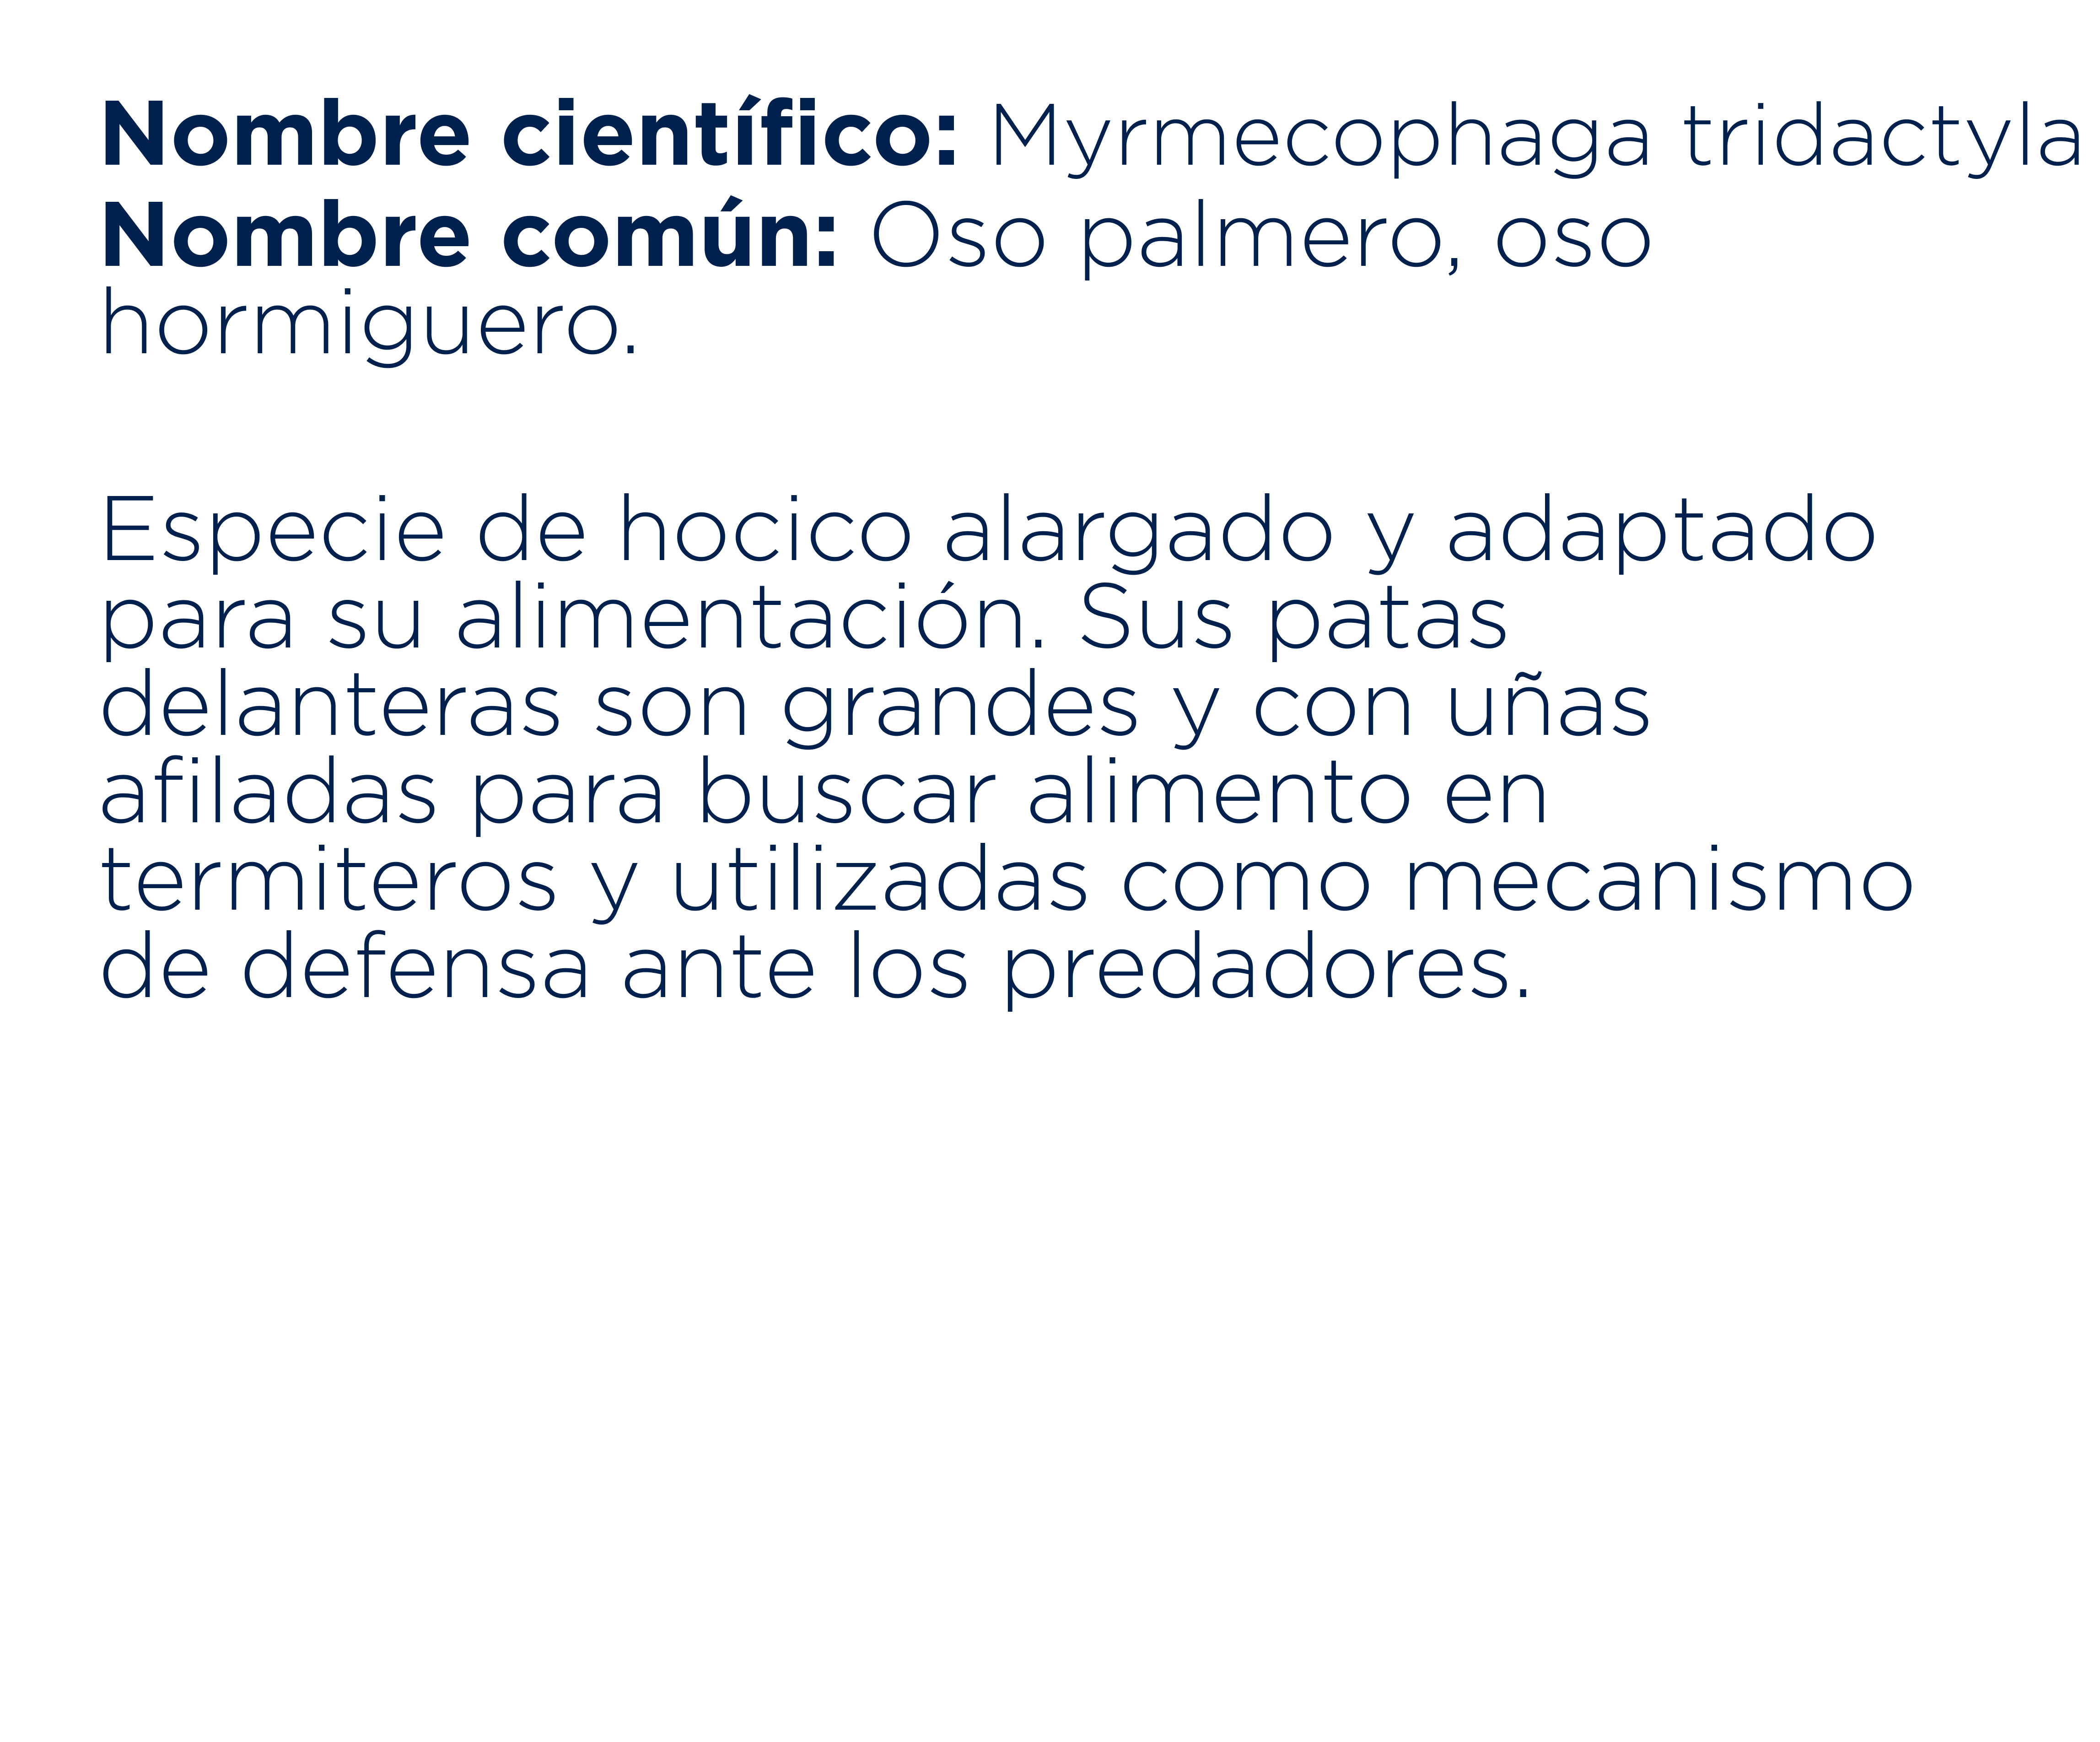 Nombre científico: Myrmecophaga tridactyla
Nombre común: Oso palmero, oso
hormiguero.
Especie de hocico alargado y adaptado
para su alimentación. Sus patas
delanteras son grandes y con uñas
afiladas para buscar alimento en
termiteros y utilizadas como mecanismo
de defensa ante los predadores.